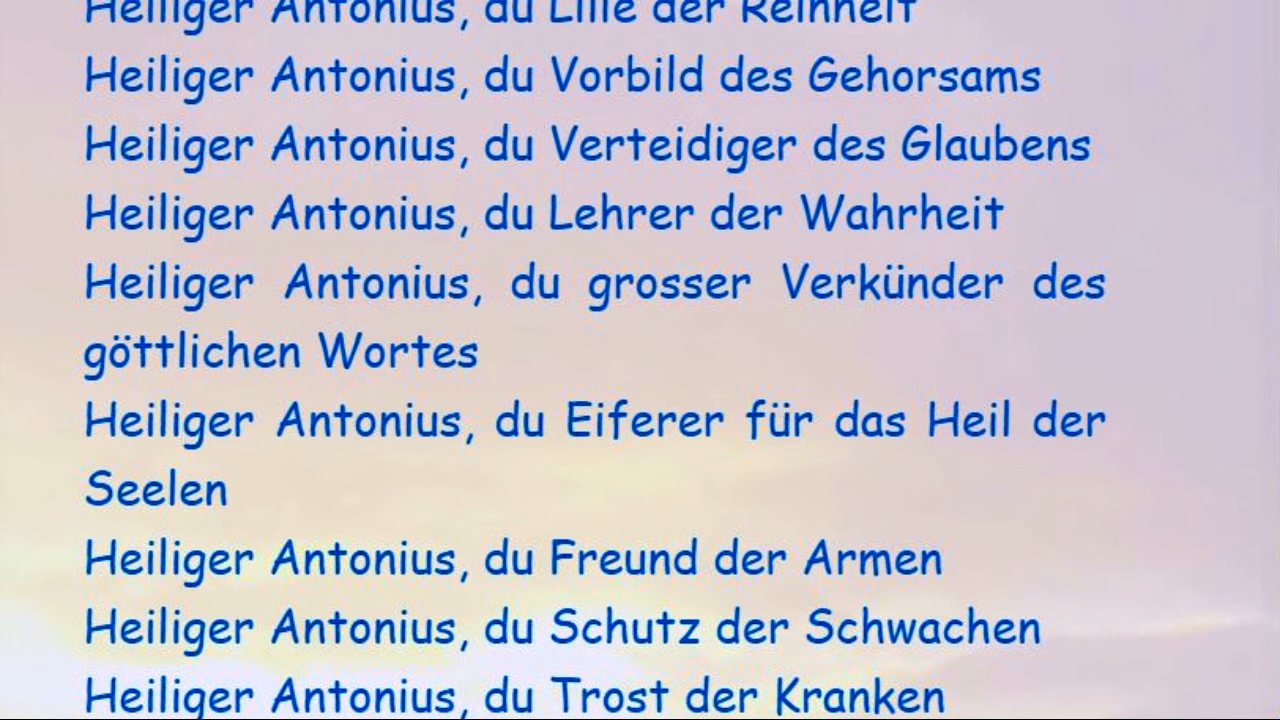 Heiliger Antonius, du Lilie der Reinheit
Heiliger Antonius, du Vorbild des Gehorsams
Heiliger Antonius, du Verteidiger des Glaubens
Heiliger Antonius, du Lehrer der Wahrheit
Heiliger Antonius, du grosser Verkünder des
göttlichen Wortes
Heiliger Antonius, du Eiferer für das Heil der
Seelen
Heiliger Antonius, du Freund der Armen
Heiliger Antonius, du Schutz der Schwachen
Heiliger Antonius, du Trost der Kranken